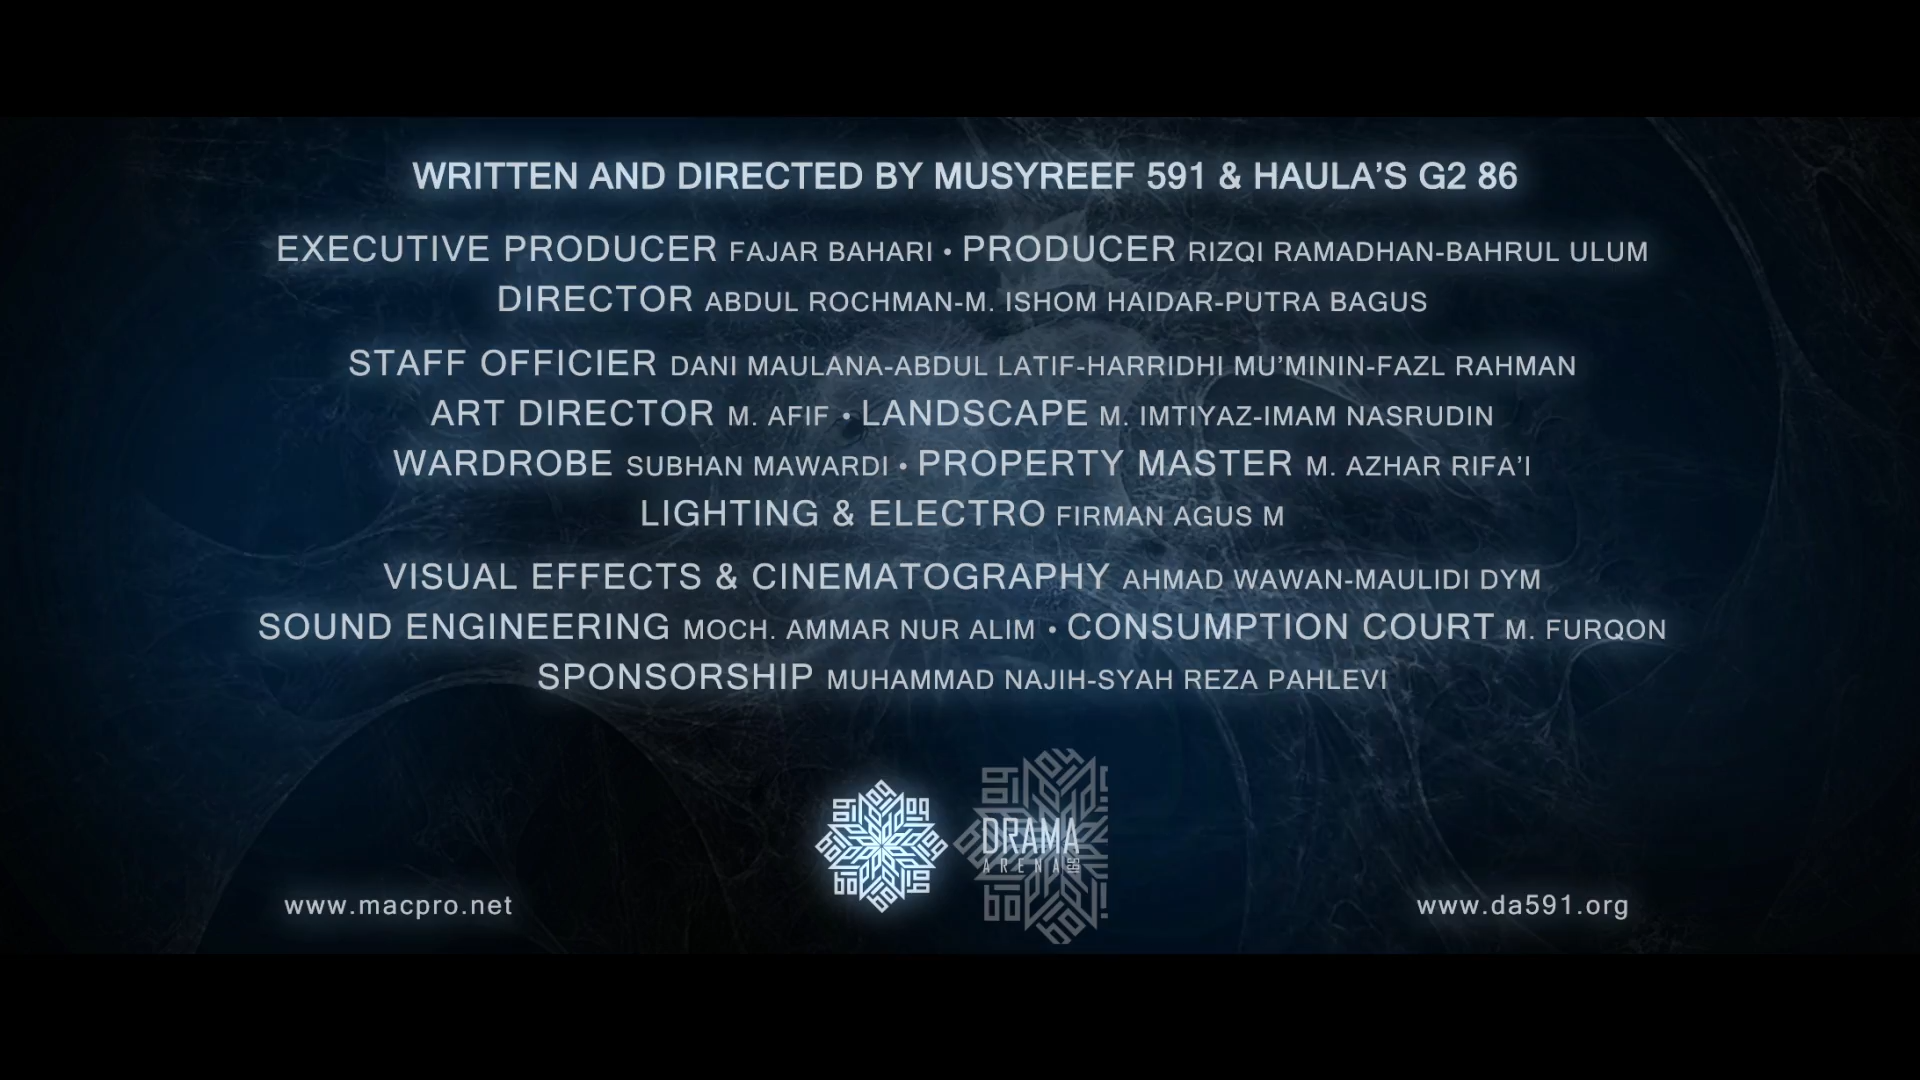 WRITTEN AND DIRECTED BY MUSYREEF 591 & HAULA'S G2 86
EXECUTIVE PRODUCER FAJAR BAHARI • PRODUCER RIZQI RAMADHAN-BAHRUL ULUM
DIRECTOR ABDUL ROCHMAN-M. ISHOM HAIDAR-PUTRA BAGUS
STAFF OFFICIER DANI MAULANA-ABDUL LATIF-HARRIDHI MU'MININ-FAZL RAHMAN
ART DIRECTOR M. AFIF • LANDSCAPE M. IMTIYAZ-IMAM NASRUDIN
WARDROBE SUBHAN MAWARDI • PROPERTY MASTER M. AZHAR RIFA'I
LIGHTING & ELECTRO FIRMAN AGUS M
VISUAL EFFECTS & CINEMATOGRAPHY AHMAD WAWAN-MAULIDI DYM
SOUND ENGINEERING MOCH. AMMAR NUR ALIM • CONSUMPTION COURT M. FURQON
SPONSORSHIP MUHAMMAD NAJIH-SYAH REZA PAHLEVI
DRAMA
ARENA 591
www.macpro.net
www.da591.org